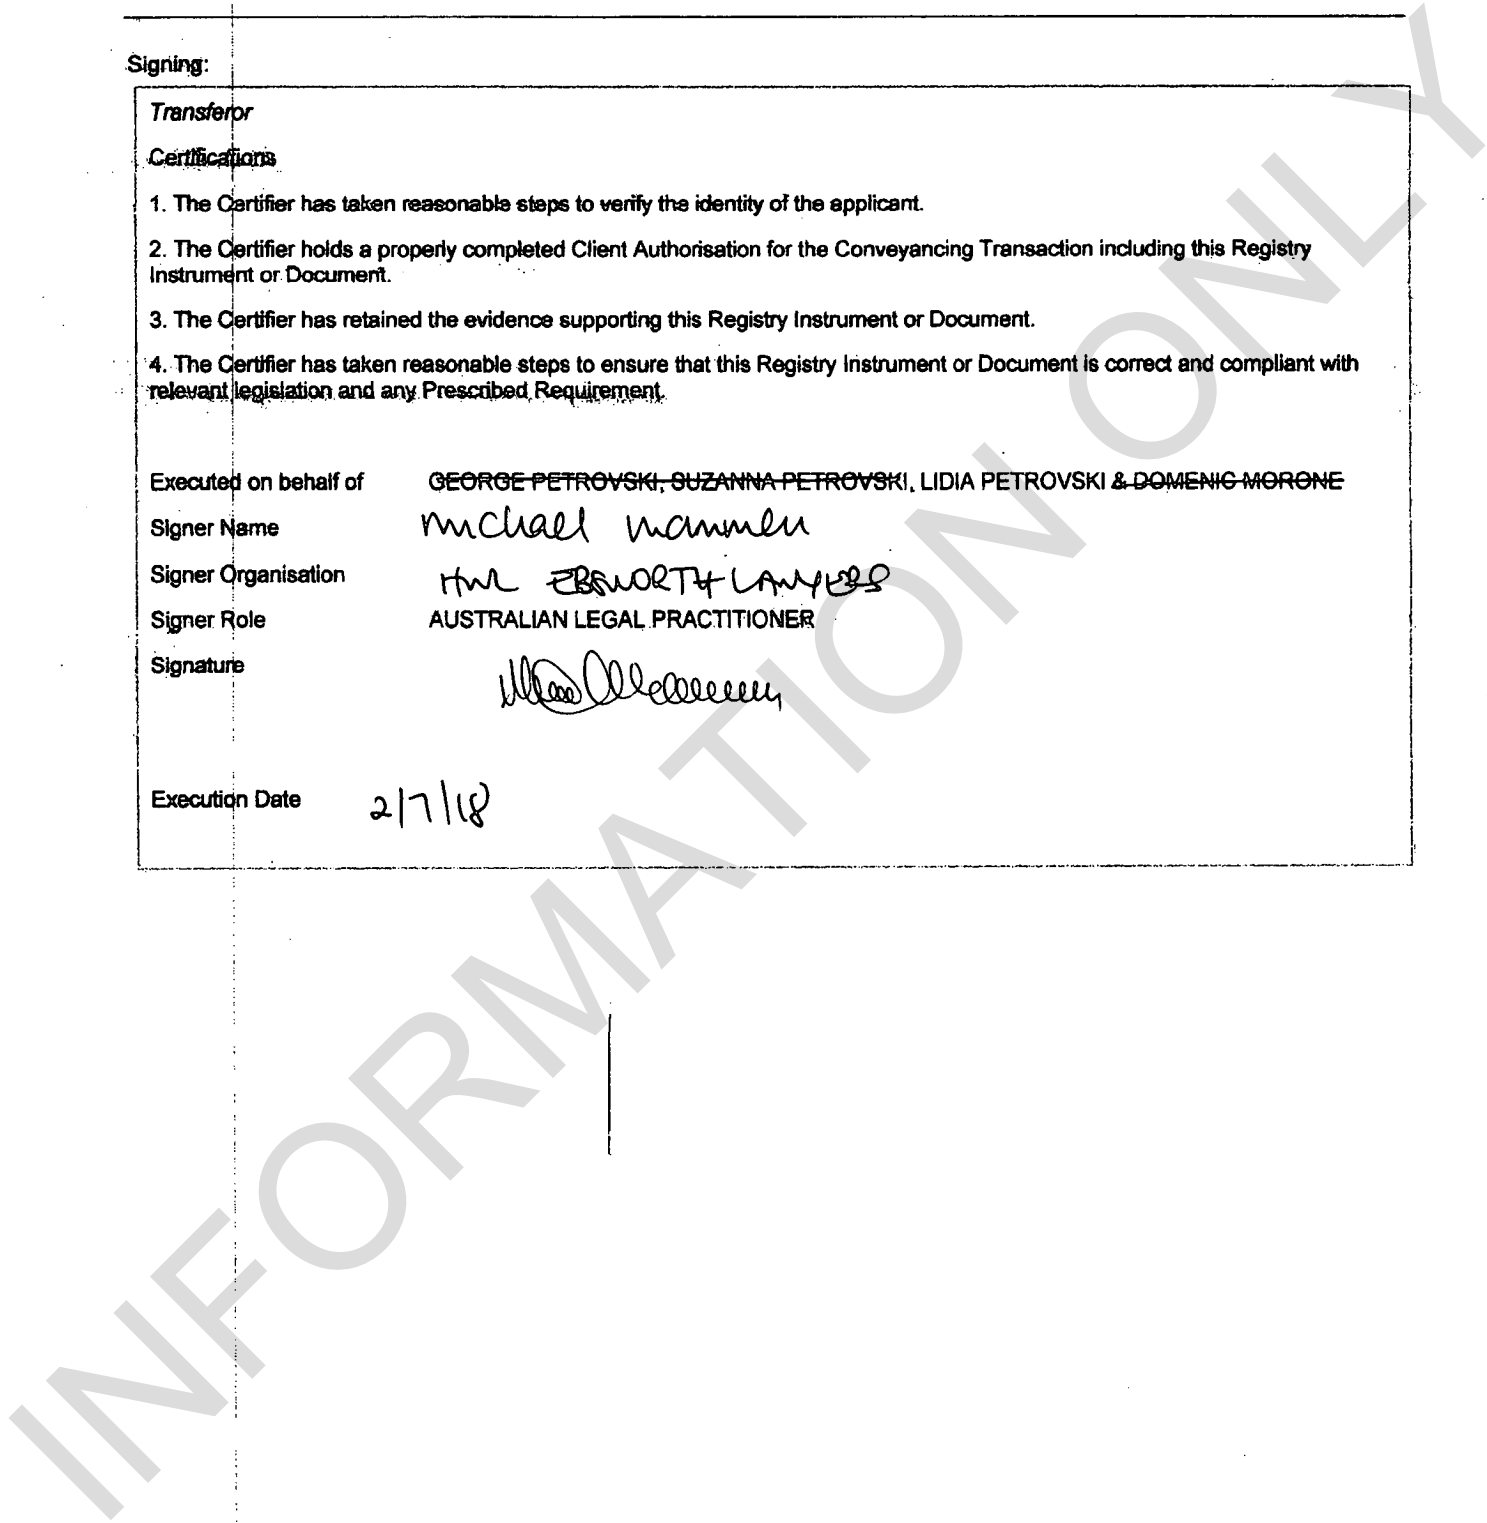 Signing:
Transferor
Certifications
1. The Certifier has taken reasonable steps to verify the identity of the applicant.
2. The Certifier holds a properly completed Client Authorisation for the Conveyancing Transaction including this Registry
Instrument or Document.
3. The Certifier has retained the evidence supporting this Registry Instrument or Document.
4. The Certifier has taken reasonable steps to ensure that this Registry Instrument or Document is correct and compliant with
relevant legislation and any Prescribed Requirement.
Executed on behalf of GEORGE PETROVSKI, SUZANNA PETROVSKI, LIDIA PETROVSKI & DOMENIC MORONE
Signer Name Michael
Signer Organisation HWL EBSWORTH LAWYERS
Signer Role AUSTRALIAN LEGAL PRACTITIONER
Signature
Execution Date 2/7/18
INFORMATION ONLY